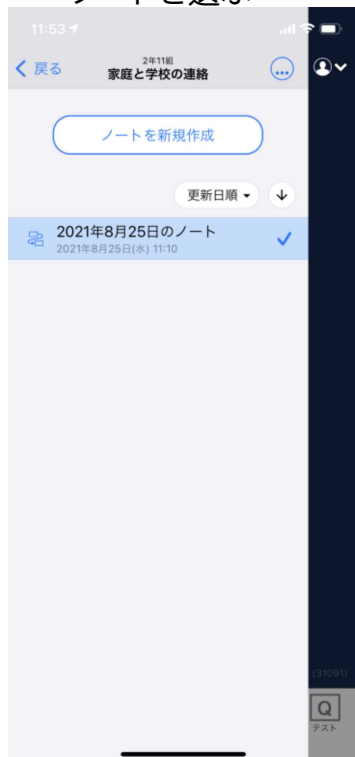 ノートを選ぶ
11:53
戻る
2年11組
家庭と学校の連絡
ノートを新規作成
更新日順
2021年8月25日のノート
2021年8月25日(水) 11:10
(31091)
Q
テスト